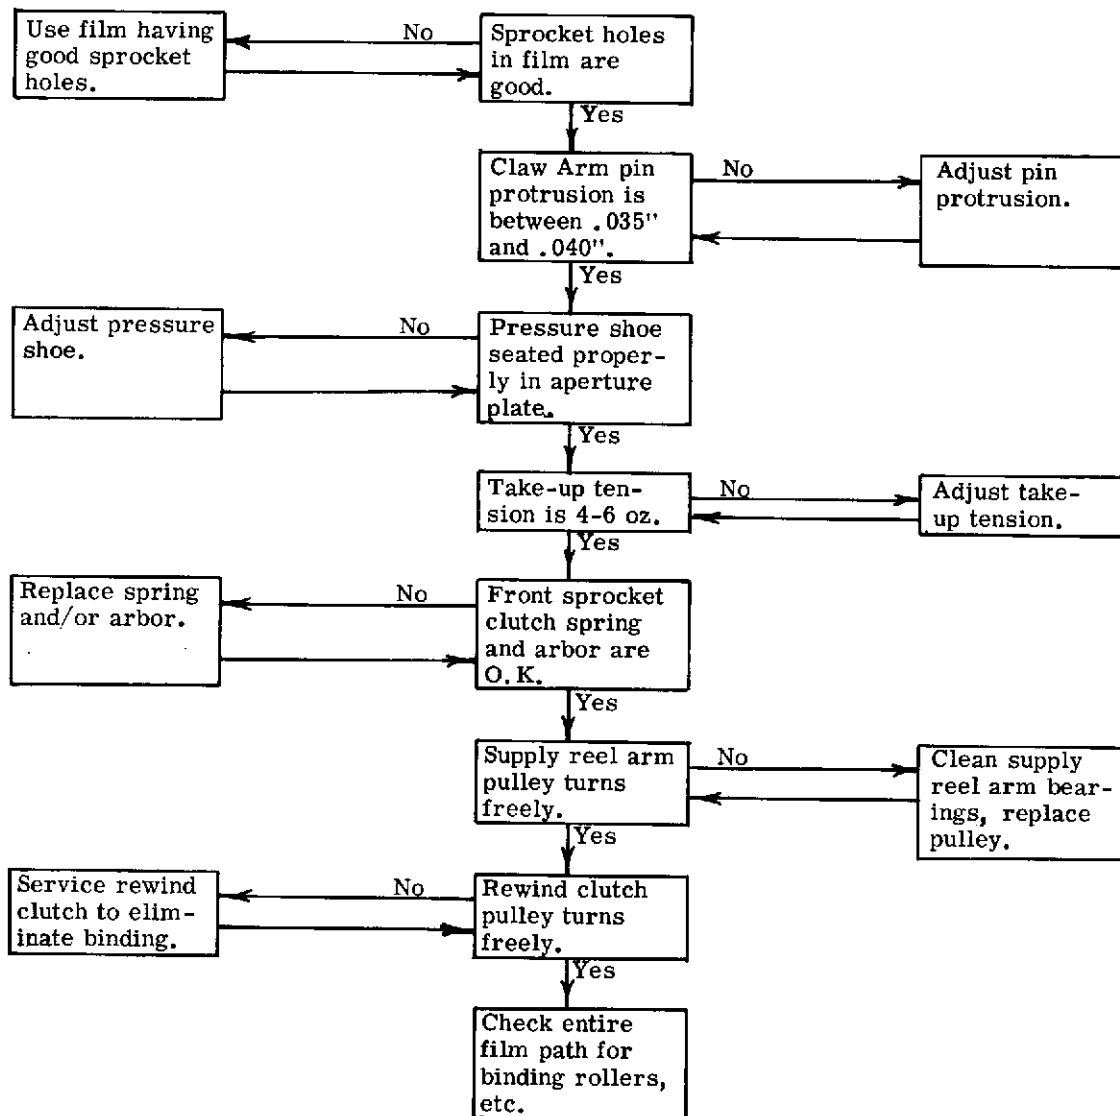 Use film having
good sprocket
holes.
No
Sprocket holes
in film are
good.
Yes
Claw Arm pin
protrusion is
between .035"
and .040".
No
Adjust pin
protrusion.
Yes
Adjust pressure
shoe.
No
Pressure shoe
seated proper-
ly in aperture
plate.
Yes
Take-up ten-
sion is 4-6 oz.
No
Adjust take-
up tension.
Yes
Replace spring
and/or arbor.
No
Front sprocket
clutch spring
and arbor are
O.K.
Yes
Supply reel arm
pulley turns
freely.
No
Clean supply
reel arm bear-
ings, replace
pulley.
Yes
Service rewind
clutch to elim-
inate binding.
No
Rewind clutch
pulley turns
freely.
Yes
Check entire
film path for
binding rollers,
etc.